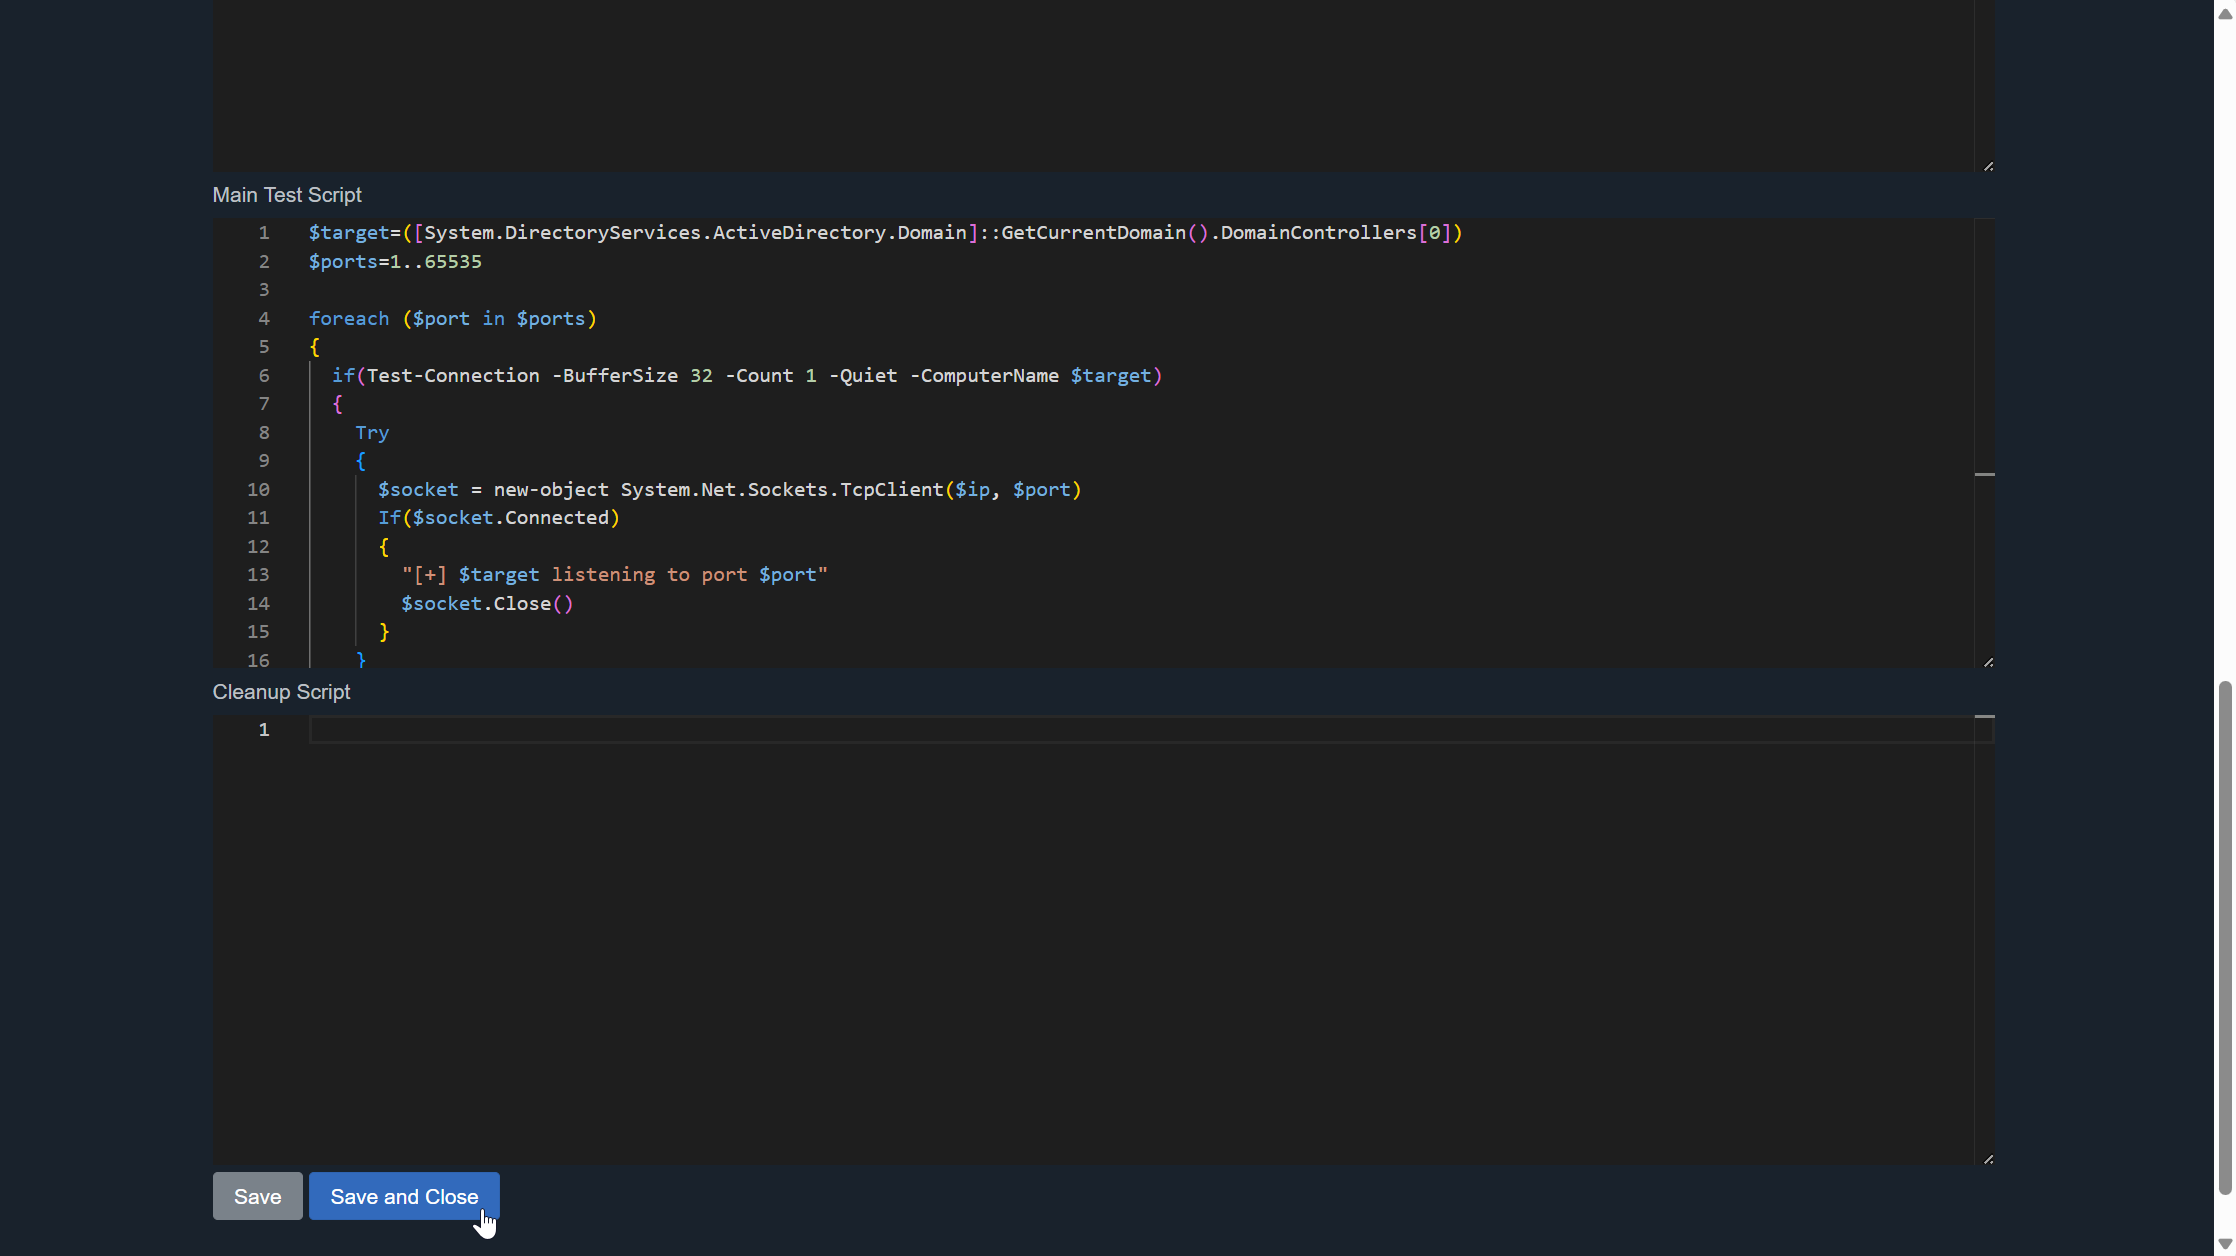 Main Test Script
1 $target=([System.DirectoryServices.ActiveDirectory.Domain]::GetCurrentDomain().DomainControllers[0])
2 $ports=1..65535
3
4 foreach ($port in $ports)
5 {
6 if(Test-Connection -BufferSize 32 -Count 1 -Quiet -ComputerName $target)
7 {
8 Try
9 {
10 $socket = new-object System.Net.Sockets.TcpClient($ip, $port)
11 If($socket.Connected)
12 {
13 "[+] $target listening to port $port"
14 $socket.Close()
15 }
16 }
Cleanup Script
1
Save Save and Close